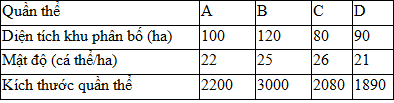 Quần thể A B C D
Diện tích khu phân bố (ha) 100 120 80 90
Mật độ (cá thể/ha) 22 25 26 21
Kích thước quần thể 2200 3000 2080 1890